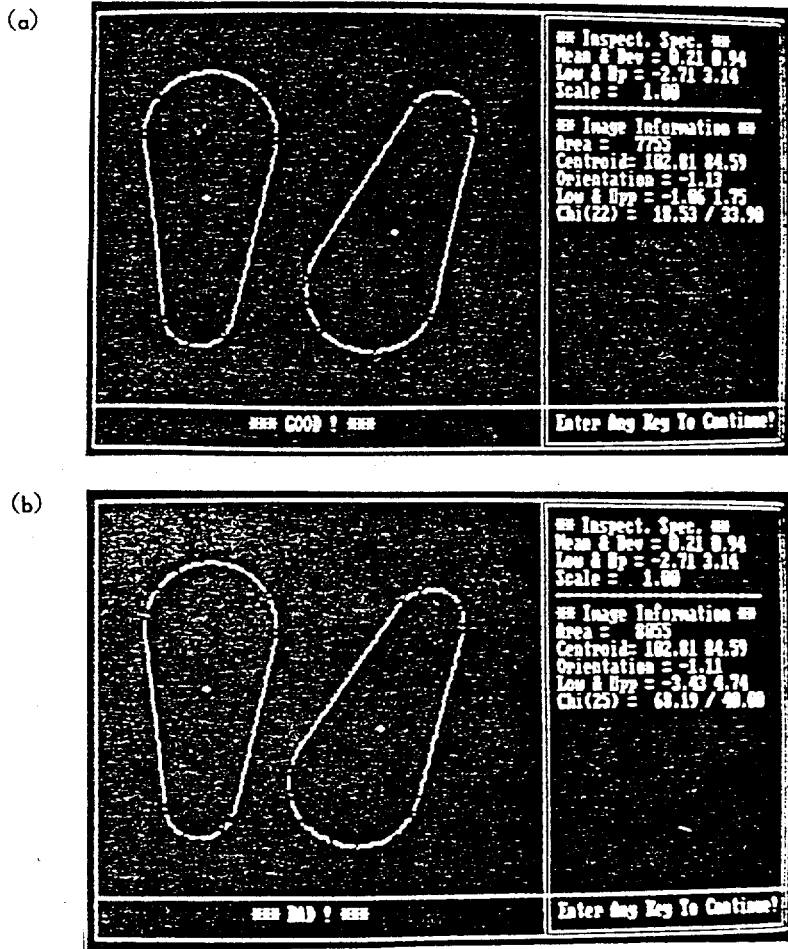 (a)
** Inspect. Spec. **
Mean & Dev = 0.21 0.94
Low & Up = -2.71 3.14
Scale = 1.00
** Image Information **
Area = 7755
Centroid= 102.81 84.59
Orientation = -1.13
Low & Upp = -1.86 1.75
Chi(22) = 18.53 / 33.90
*** GOOD ! ***
Enter Any Key To Continue!
(b)
** Inspect. Spec. **
Mean & Dev = 0.21 0.94
Low & Up = -2.71 3.14
Scale = 1.00
** Image Information **
Area = 8055
Centroid= 102.81 84.59
Orientation = -1.11
Low & Upp = -3.43 4.74
Chi(25) = 68.19 / 40.00
*** BAD ! ***
Enter Any Key To Continue!